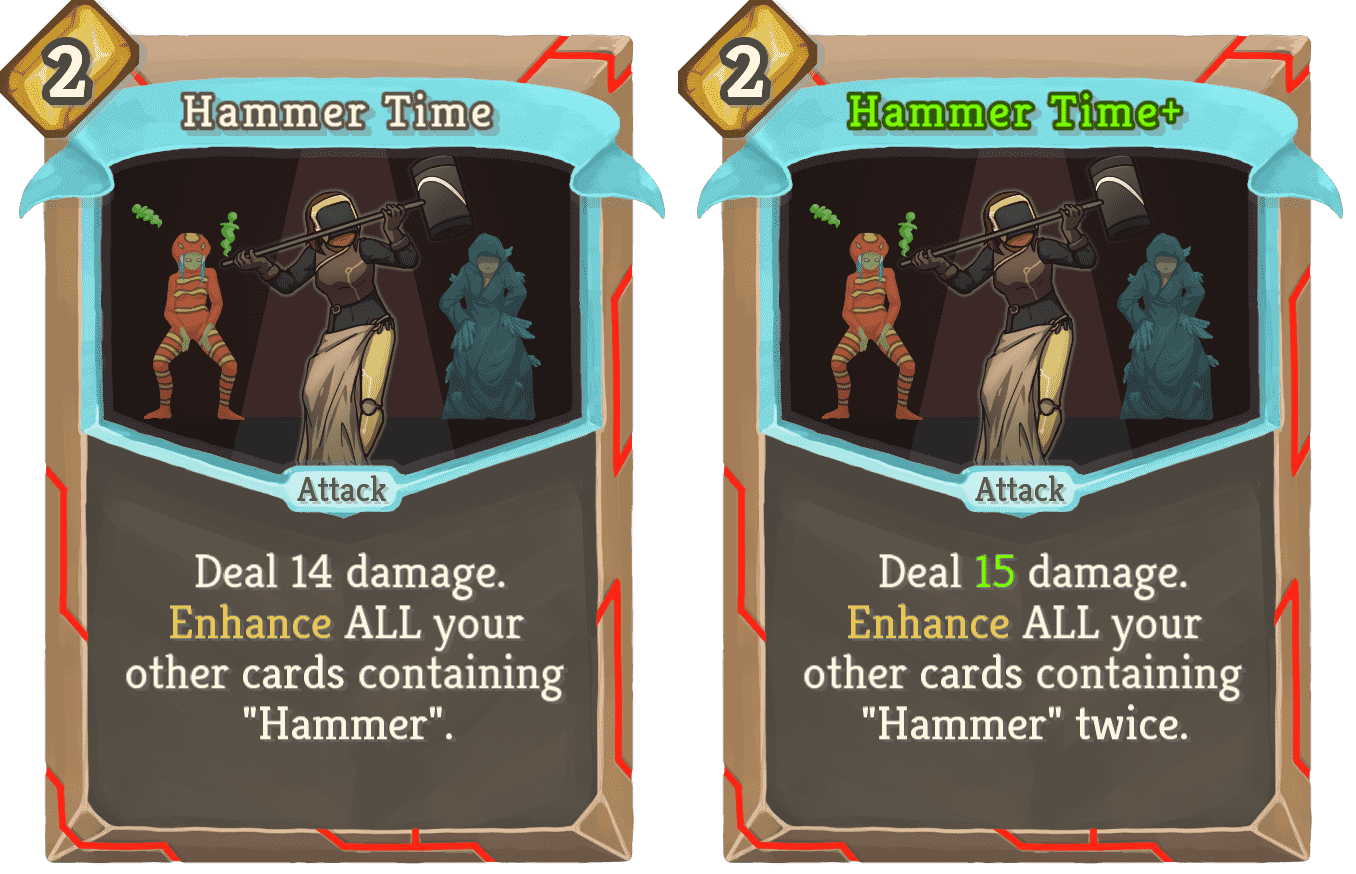 2
Hammer Time
Attack
Deal 14 damage.
Enhance ALL your
other cards containing
"Hammer".
2
Hammer Time+
Attack
Deal 15 damage.
Enhance ALL your
other cards containing
"Hammer" twice.